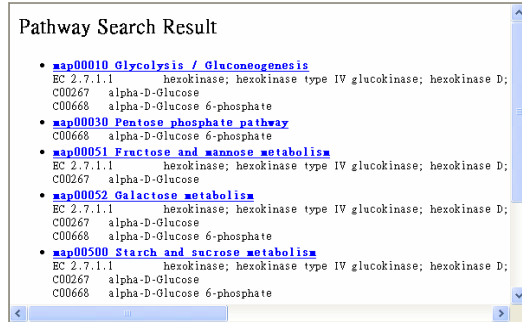 Pathway Search Result
• map00010 Glycolysis / Gluconeogenesis
EC 2.7.1.1 hexokinase; hexokinase type IV glucokinase; hexokinase D;
C00267 alpha-D-Glucose
C00668 alpha-D-Glucose 6-phosphate
• map00030 Pentose phosphate pathway
C00668 alpha-D-Glucose 6-phosphate
• map00051 Fructose and mannose metabolism
EC 2.7.1.1 hexokinase; hexokinase type IV glucokinase; hexokinase D;
C00267 alpha-D-Glucose
• map00052 Galactose metabolism
EC 2.7.1.1 hexokinase; hexokinase type IV glucokinase; hexokinase D;
C00267 alpha-D-Glucose
C00668 alpha-D-Glucose 6-phosphate
• map00500 Starch and sucrose metabolism
EC 2.7.1.1 hexokinase; hexokinase type IV glucokinase; hexokinase D;
C00267 alpha-D-Glucose
C00668 alpha-D-Glucose 6-phosphate